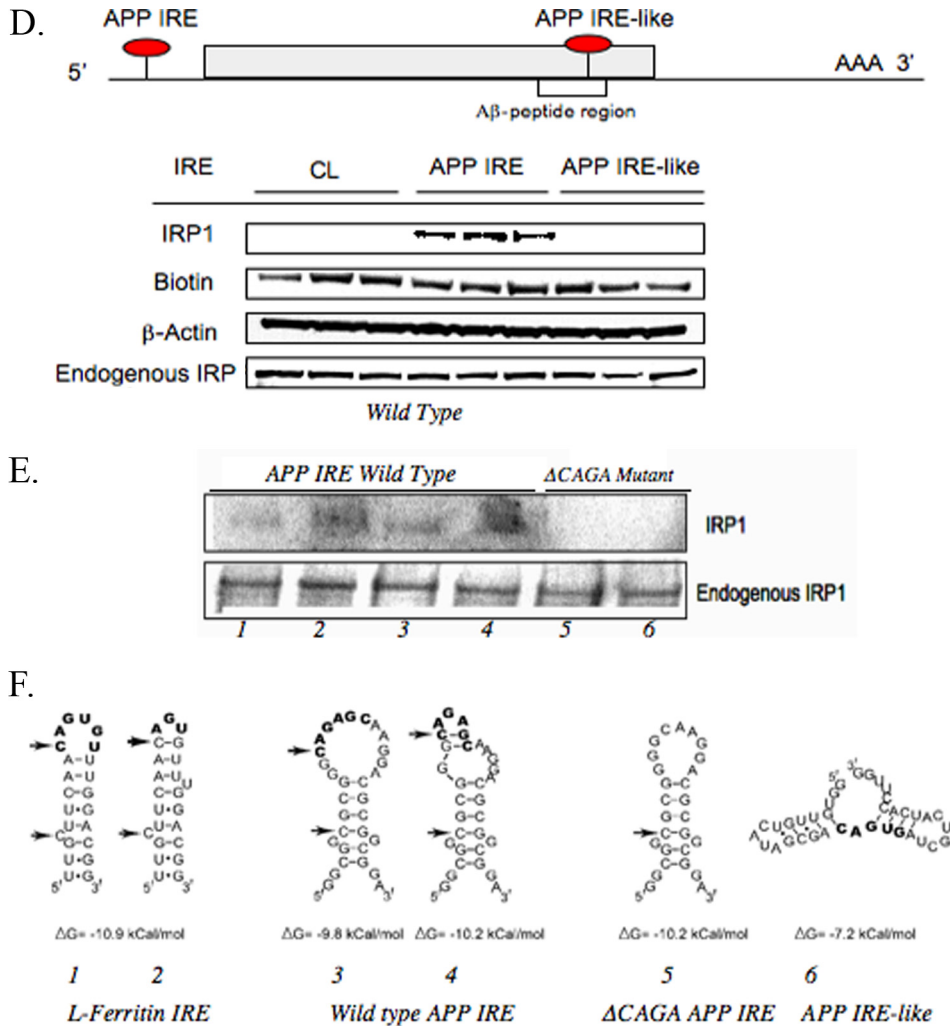 D.
APP IRE APP IRE-like
5' AAA 3'
Aβ-peptide region
IRE CL APP IRE APP IRE-like
IRP1
Biotin
β-Actin
Endogenous IRP
Wild Type
E.
APP IRE Wild Type ΔCAGA Mutant
IRP1
Endogenous IRP1
1 2 3 4 5 6
F.
ΔG= -10.9 kCal/mol ΔG= -9.8 kCal/mol ΔG= -10.2 kCal/mol ΔG= -10.2 kCal/mol ΔG= -7.2 kCal/mol
1 2 3 4 5 6
L-Ferritin IRE Wild type APP IRE ΔCAGA APP IRE APP IRE-like